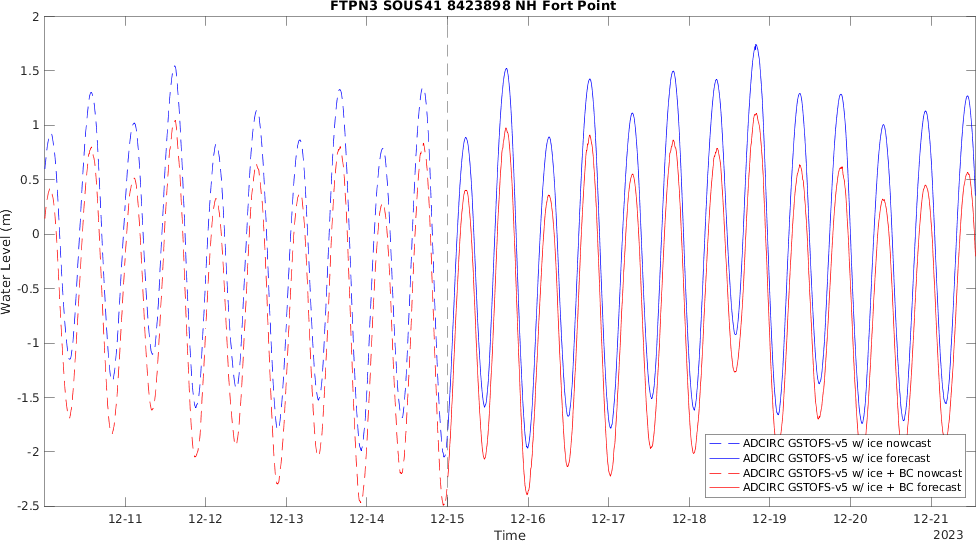 FTPN3 SOUS41 8423898 NH Fort Point
2
1.5
1
0.5
0
-0.5
-1
-1.5
-2
-2.5
Water Level (m)
ADCIRC GSTOFS-v5 w/ ice nowcast
ADCIRC GSTOFS-v5 w/ ice forecast
ADCIRC GSTOFS-v5 w/ ice + BC nowcast
ADCIRC GSTOFS-v5 w/ ice + BC forecast
12-11 12-12 12-13 12-14 12-15 12-16 12-17 12-18 12-19 12-20 12-21
Time
2023